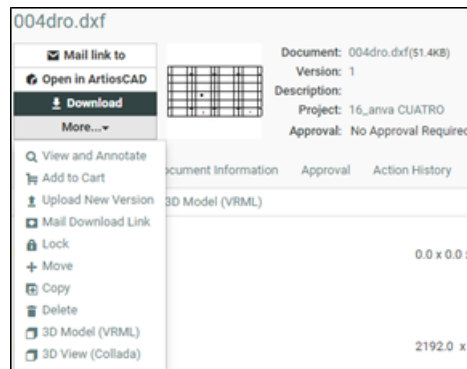 004dro.dxf
Mail link to
Open in ArtiosCAD
Download
More...
Document: 004dro.dxf(51.4KB)
Version: 1
Description:
Project: 16_anva CUATRO
Approval: No Approval Required
View and Annotate
Add to Cart
Upload New Version
Mail Download Link
Lock
Move
Copy
Delete
3D Model (VRML)
3D View (Collada)
Document Information Approval Action History
3D Model (VRML)
0.0 x 0.0
2192.0 x